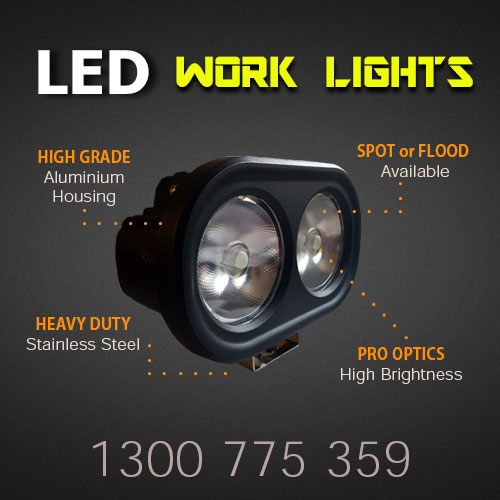 LED WORK LIGHTS
HIGH GRADE
Aluminium
Housing
SPOT or FLOOD
Available
HEAVY DUTY
Stainless Steel
PRO OPTICS
High Brightness
1300 775 359